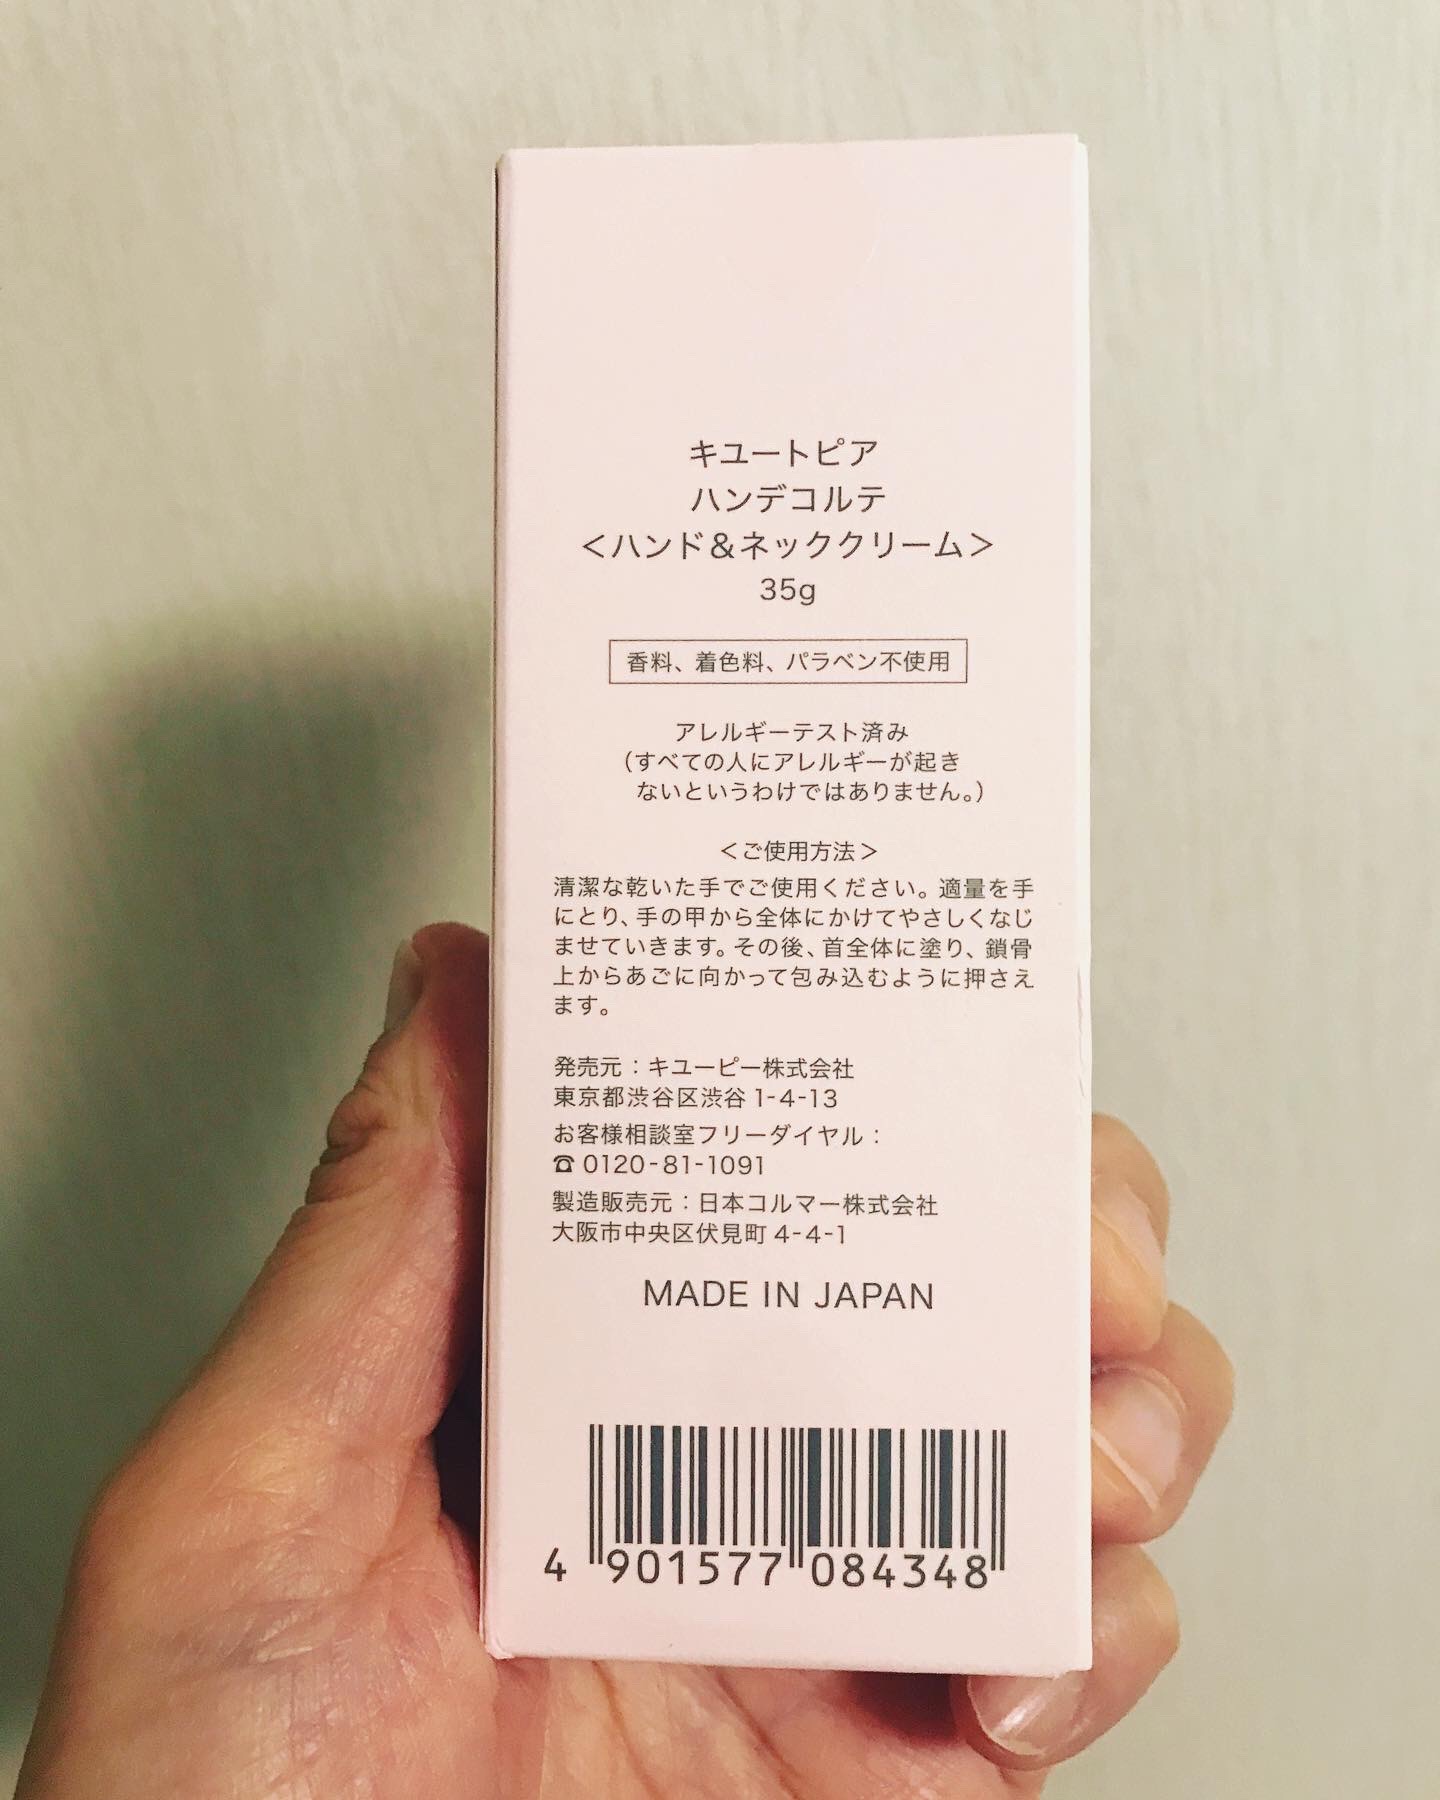 キユートピア
ハンデコルテ
＜ハンド＆ネッククリーム＞
35g
香料、着色料、パラベン不使用
アレルギーテスト済み
（すべての人にアレルギーが起き
ないというわけではありません。）
＜ご使用方法＞
清潔な乾いた手でご使用ください。適量を手
にとり、手の甲から全体にかけてやさしくなじ
ませていきます。その後、首全体に塗り、鎖骨
上からあごに向かって包み込むように押さえ
ます。
発売元：キユーピー株式会社
東京都渋谷区渋谷 1-4-13
お客様相談室フリーダイヤル：
☎ 0120-81-1091
製造販売元：日本コルマー株式会社
大阪市中央区伏見町 4-4-1
MADE IN JAPAN
4 901577 084348